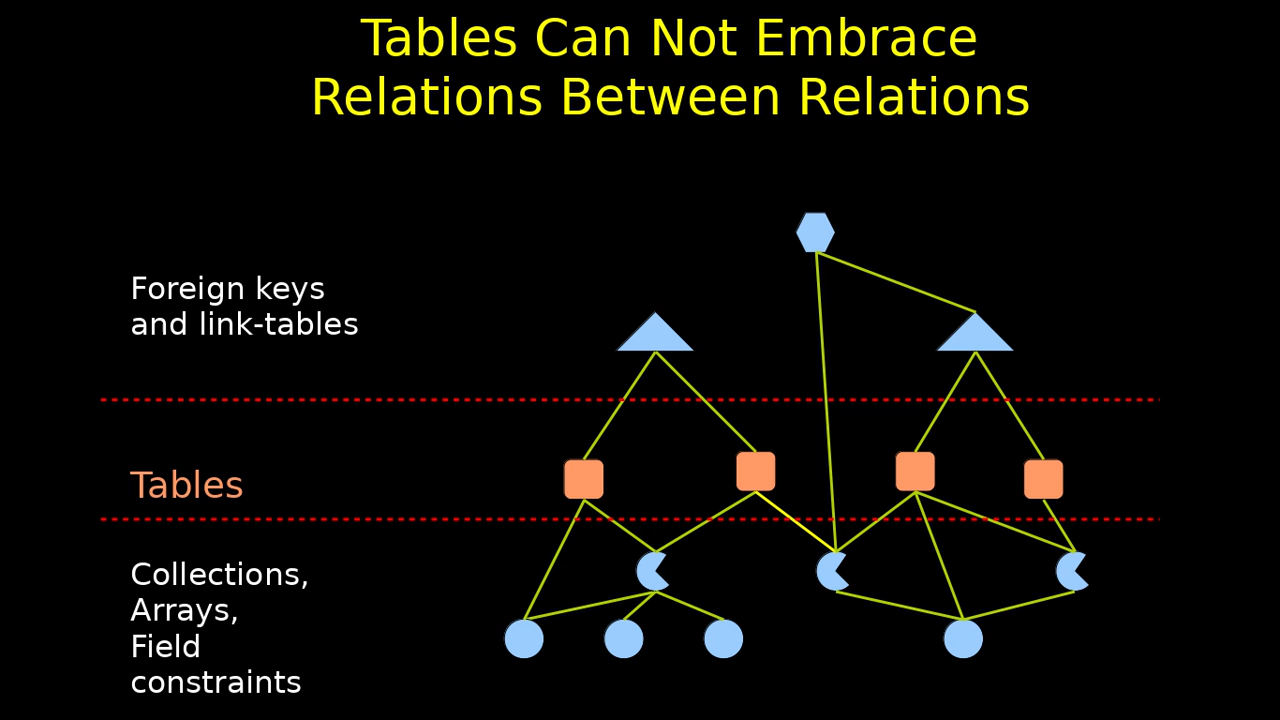 Tables Can Not Embrace
Relations Between Relations
Foreign keys
and link-tables
Tables
Collections,
Arrays,
Field
constraints